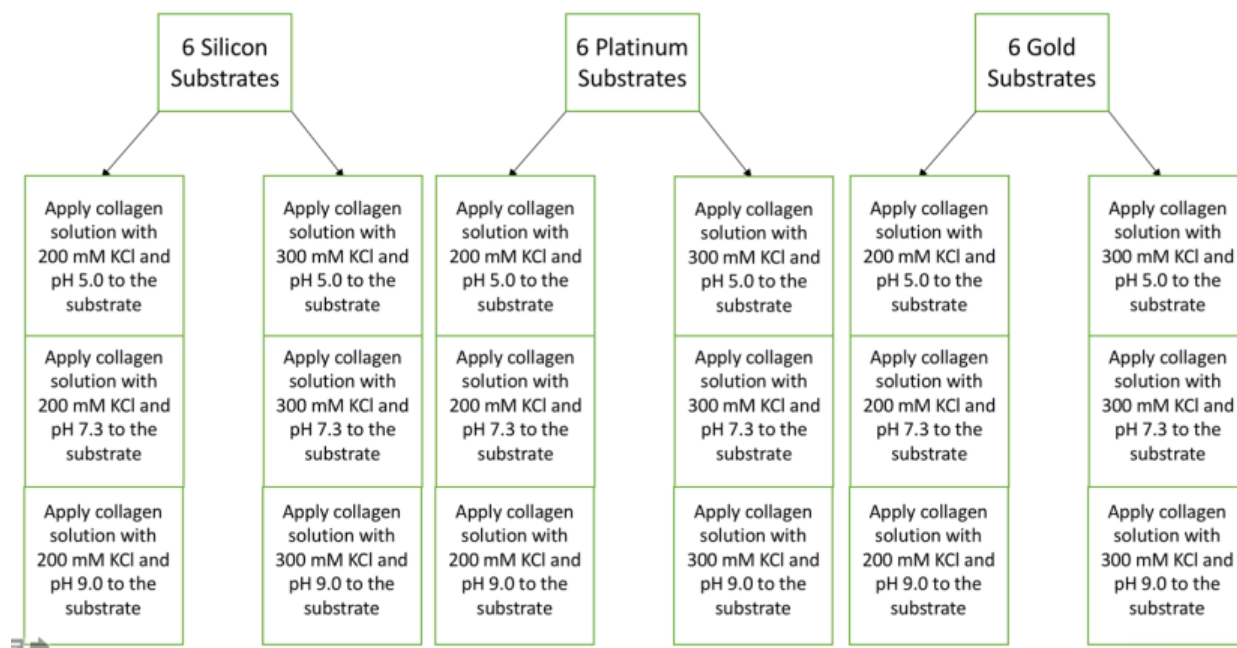 6 Silicon
Substrates
6 Platinum
Substrates
6 Gold
Substrates
Apply collagen
solution with
200 mM KCl and
pH 5.0 to the
substrate
Apply collagen
solution with
300 mM KCl and
pH 5.0 to the
substrate
Apply collagen
solution with
200 mM KCl and
pH 5.0 to the
substrate
Apply collagen
solution with
300 mM KCl and
pH 5.0 to the
substrate
Apply collagen
solution with
200 mM KCl and
pH 5.0 to the
substrate
Apply collagen
solution with
300 mM KCl and
pH 5.0 to the
substrate
Apply collagen
solution with
200 mM KCl and
pH 7.3 to the
substrate
Apply collagen
solution with
300 mM KCl and
pH 7.3 to the
substrate
Apply collagen
solution with
200 mM KCl and
pH 7.3 to the
substrate
Apply collagen
solution with
300 mM KCl and
pH 7.3 to the
substrate
Apply collagen
solution with
200 mM KCl and
pH 7.3 to the
substrate
Apply collagen
solution with
300 mM KCl and
pH 7.3 to the
substrate
Apply collagen
solution with
200 mM KCl and
pH 9.0 to the
substrate
Apply collagen
solution with
300 mM KCl and
pH 9.0 to the
substrate
Apply collagen
solution with
200 mM KCl and
pH 9.0 to the
substrate
Apply collagen
solution with
300 mM KCl and
pH 9.0 to the
substrate
Apply collagen
solution with
200 mM KCl and
pH 9.0 to the
substrate
Apply collagen
solution with
300 mM KCl and
pH 9.0 to the
substrate